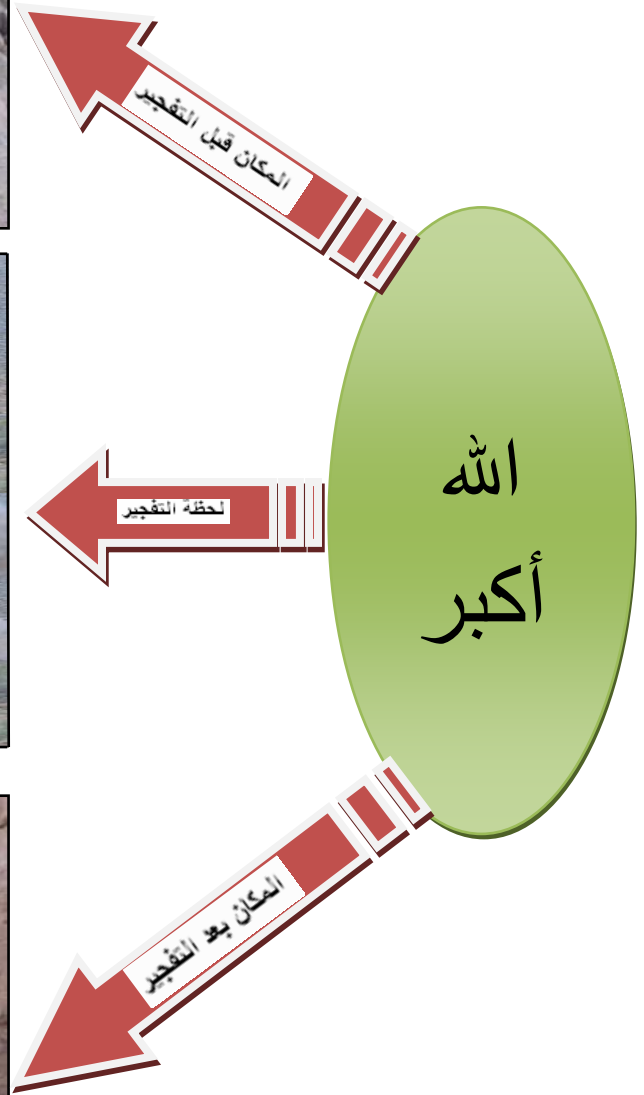 المكان قبل التفجير
لحظة التفجير
الله
أكبر
المكان بعد التفجير